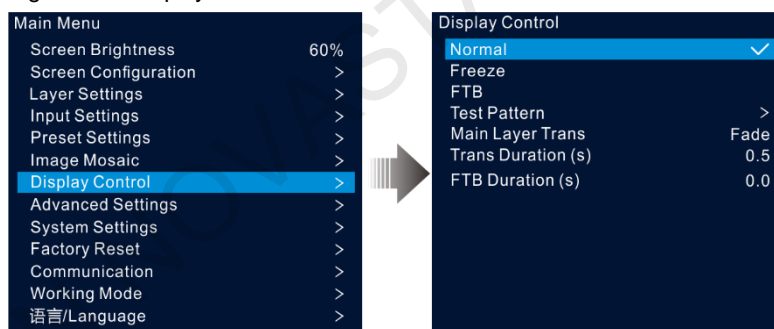 Main Menu
Screen Brightness 60%
Screen Configuration >
Layer Settings >
Input Settings >
Preset Settings >
Image Mosaic >
Display Control >
Advanced Settings >
System Settings >
Factory Reset >
Communication >
Working Mode >
语言/Language >
Display Control
Normal ✓
Freeze
FTB
Test Pattern >
Main Layer Trans Fade
Trans Duration (s) 0.5
FTB Duration (s) 0.0